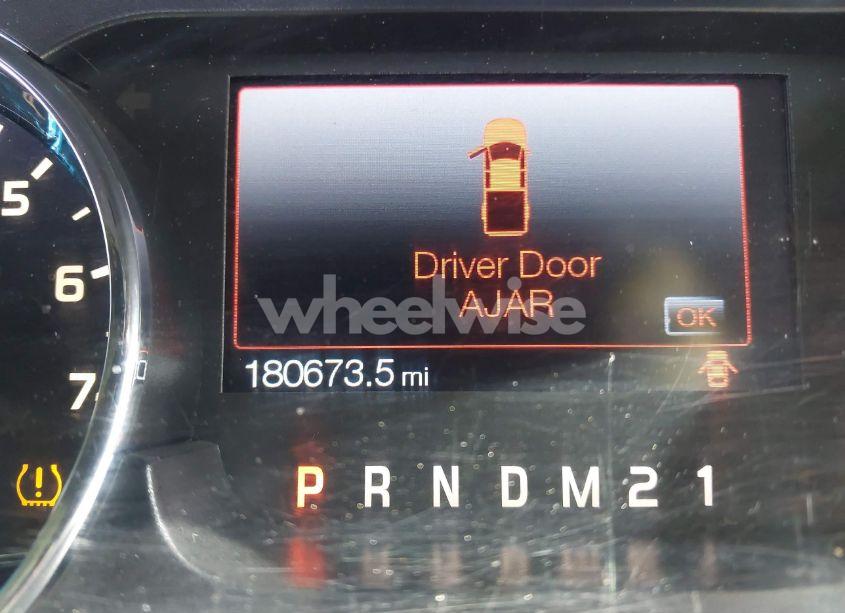 5
6
7
Driver Door
AJAR
wheelwise
OK
180673.5 mi
P R N D M 2 1